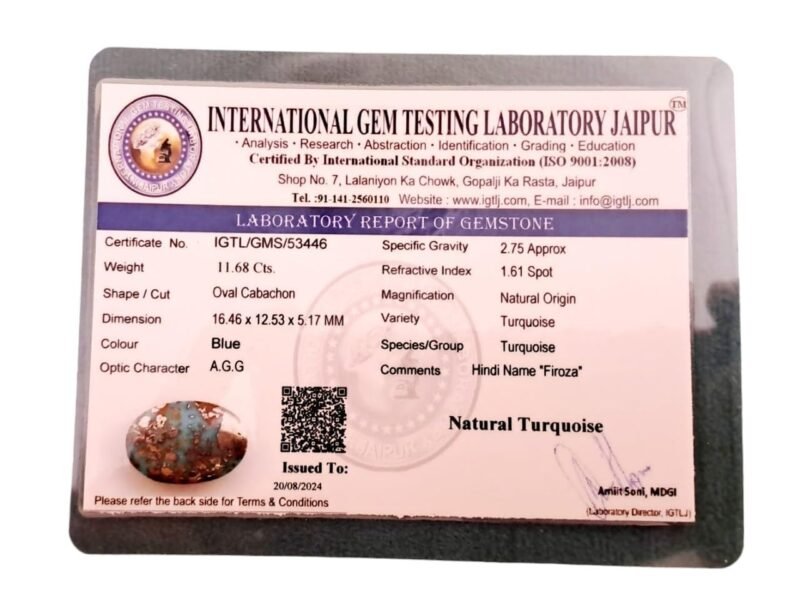 INTERNATIONAL GEM TESTING LABORATORY JAIPUR TM
· Analysis · Research · Abstraction · Identification · Grading · Education
Certified By International Standard Organization (ISO 9001:2008)
Shop No. 7, Lalaniyon Ka Chowk, Gopalji Ka Rasta, Jaipur
Tel. :91-141-2560110 Website : www.igtlj.com, E-mail : info@igtlj.com
LABORATORY REPORT OF GEMSTONE
Certificate No. IGTL/GMS/53446
Weight 11.68 Cts.
Shape / Cut Oval Cabachon
Dimension 16.46 x 12.53 x 5.17 MM
Colour Blue
Optic Character A.G.G
Specific Gravity 2.75 Approx
Refractive Index 1.61 Spot
Magnification Natural Origin
Variety Turquoise
Species/Group Turquoise
Comments Hindi Name "Firoza"
Natural Turquoise
Issued To:
20/08/2024
Please refer the back side for Terms & Conditions
Amiit Soni, MDGI
(Laboratory Director, IGTLJ)